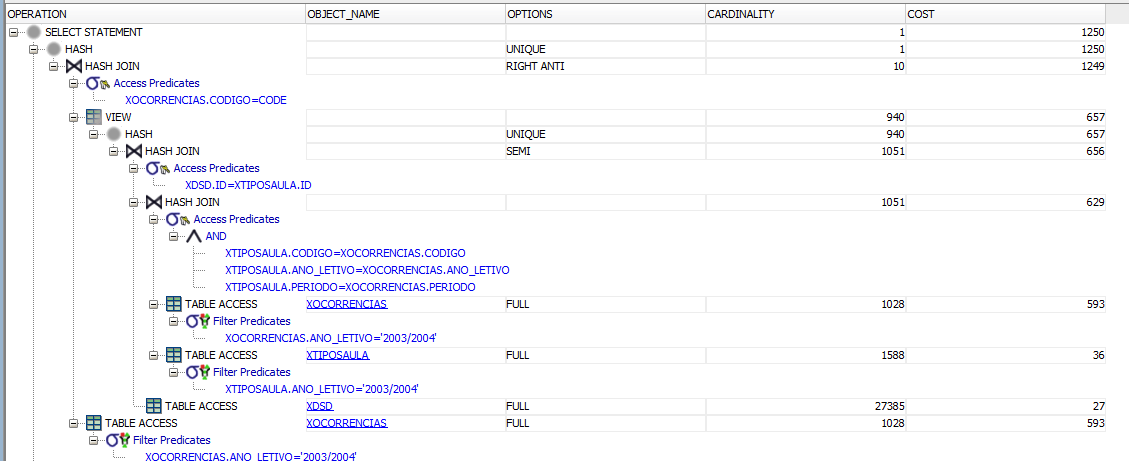 OPERATION OBJECT_NAME OPTIONS CARDINALITY COST
SELECT STATEMENT 1 1250
HASH UNIQUE 1 1250
HASH JOIN RIGHT ANTI 10 1249
Access Predicates
XOCORRENCIAS.CODIGO=CODE
VIEW 940 657
HASH UNIQUE 940 657
HASH JOIN SEMI 1051 656
Access Predicates
XDSD.ID=XTIPOSAULA.ID
HASH JOIN 1051 629
Access Predicates
AND
XTIPOSAULA.CODIGO=XOCORRENCIAS.CODIGO
XTIPOSAULA.ANO_LETIVO=XOCORRENCIAS.ANO_LETIVO
XTIPOSAULA.PERIODO=XOCORRENCIAS.PERIODO
TABLE ACCESS XOCORRENCIAS FULL 1028 593
Filter Predicates
XOCORRENCIAS.ANO_LETIVO='2003/2004'
TABLE ACCESS XTIPOSAULA FULL 1588 36
Filter Predicates
XTIPOSAULA.ANO_LETIVO='2003/2004'
TABLE ACCESS XDSD FULL 27385 27
TABLE ACCESS XOCORRENCIAS FULL 1028 593
Filter Predicates
XOCORRENCIAS.ANO_LETIVO='2003/2004'